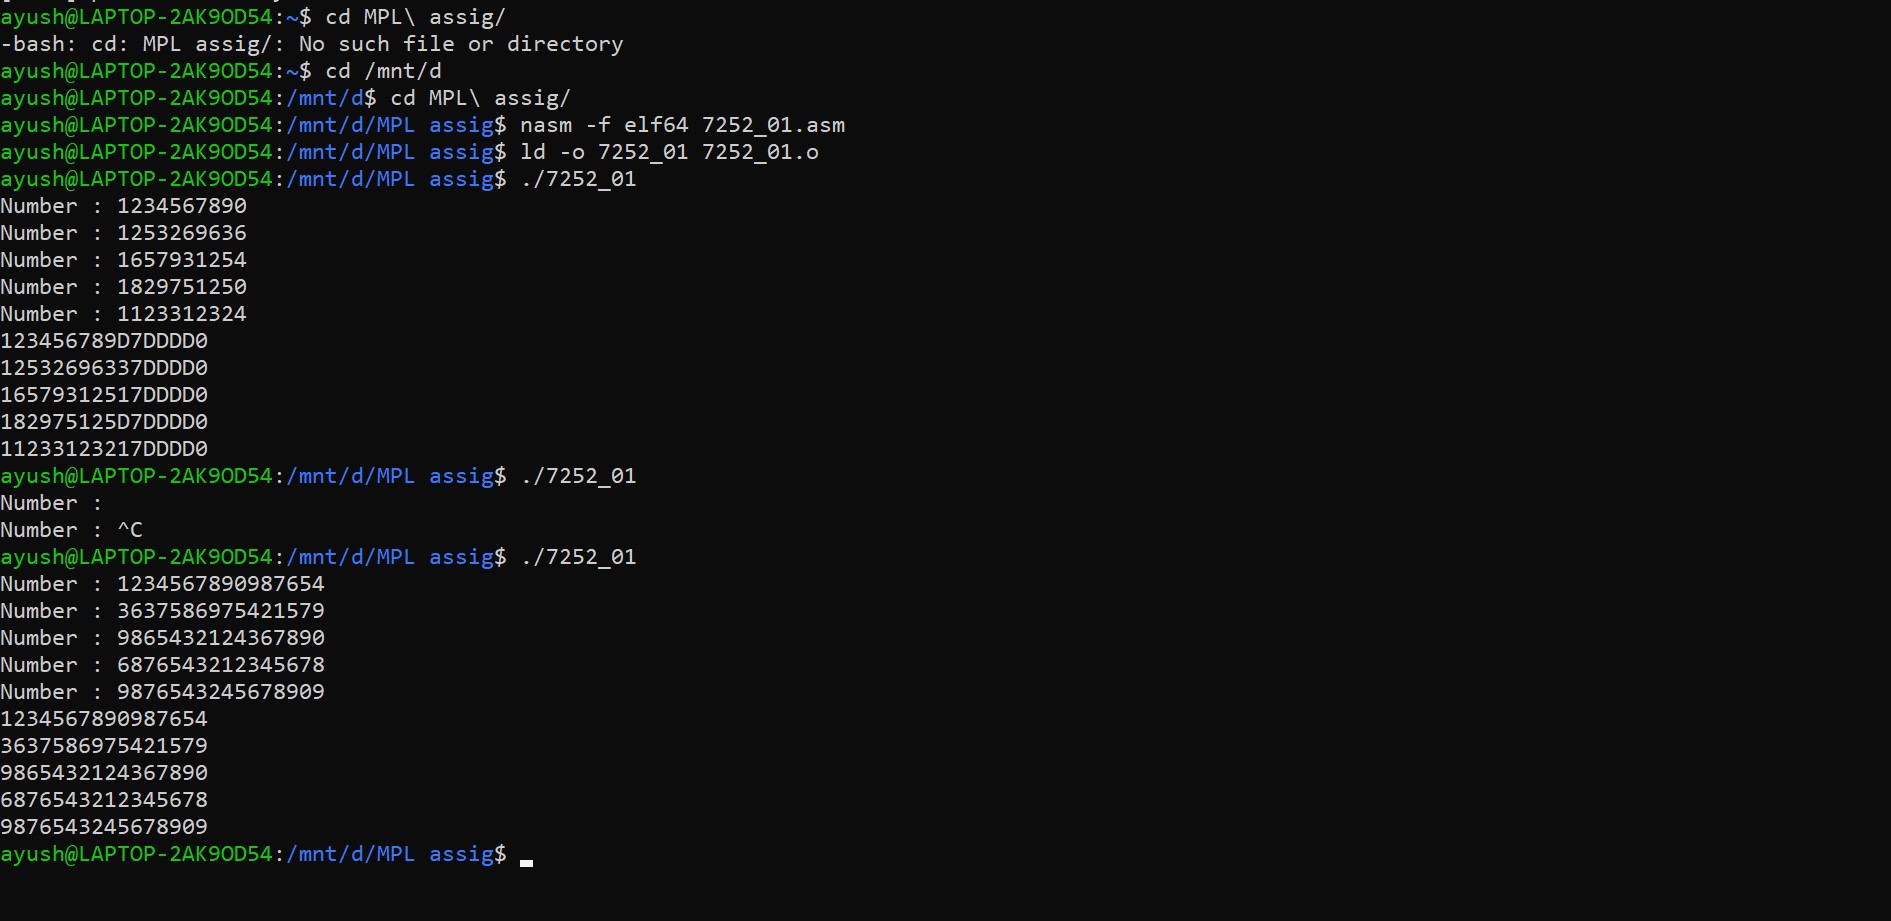 ayush@LAPTOP-2AK9OD54:~$ cd MPL\ assig/
-bash: cd: MPL assig/: No such file or directory
ayush@LAPTOP-2AK9OD54:~$ cd /mnt/d
ayush@LAPTOP-2AK9OD54:/mnt/d$ cd MPL\ assig/
ayush@LAPTOP-2AK9OD54:/mnt/d/MPL assig$ nasm -f elf64 7252_01.asm
ayush@LAPTOP-2AK9OD54:/mnt/d/MPL assig$ ld -o 7252_01 7252_01.o
ayush@LAPTOP-2AK9OD54:/mnt/d/MPL assig$ ./7252_01
Number : 1234567890
Number : 1253269636
Number : 1657931254
Number : 1829751250
Number : 1123312324
123456789D7DDDD0
12532696337DDDD0
16579312517DDDD0
182975125D7DDDD0
11233123217DDDD0
ayush@LAPTOP-2AK9OD54:/mnt/d/MPL assig$ ./7252_01
Number :
Number : ^C
ayush@LAPTOP-2AK9OD54:/mnt/d/MPL assig$ ./7252_01
Number : 1234567890987654
Number : 3637586975421579
Number : 9865432124367890
Number : 6876543212345678
Number : 9876543245678909
1234567890987654
3637586975421579
9865432124367890
6876543212345678
9876543245678909
ayush@LAPTOP-2AK9OD54:/mnt/d/MPL assig$